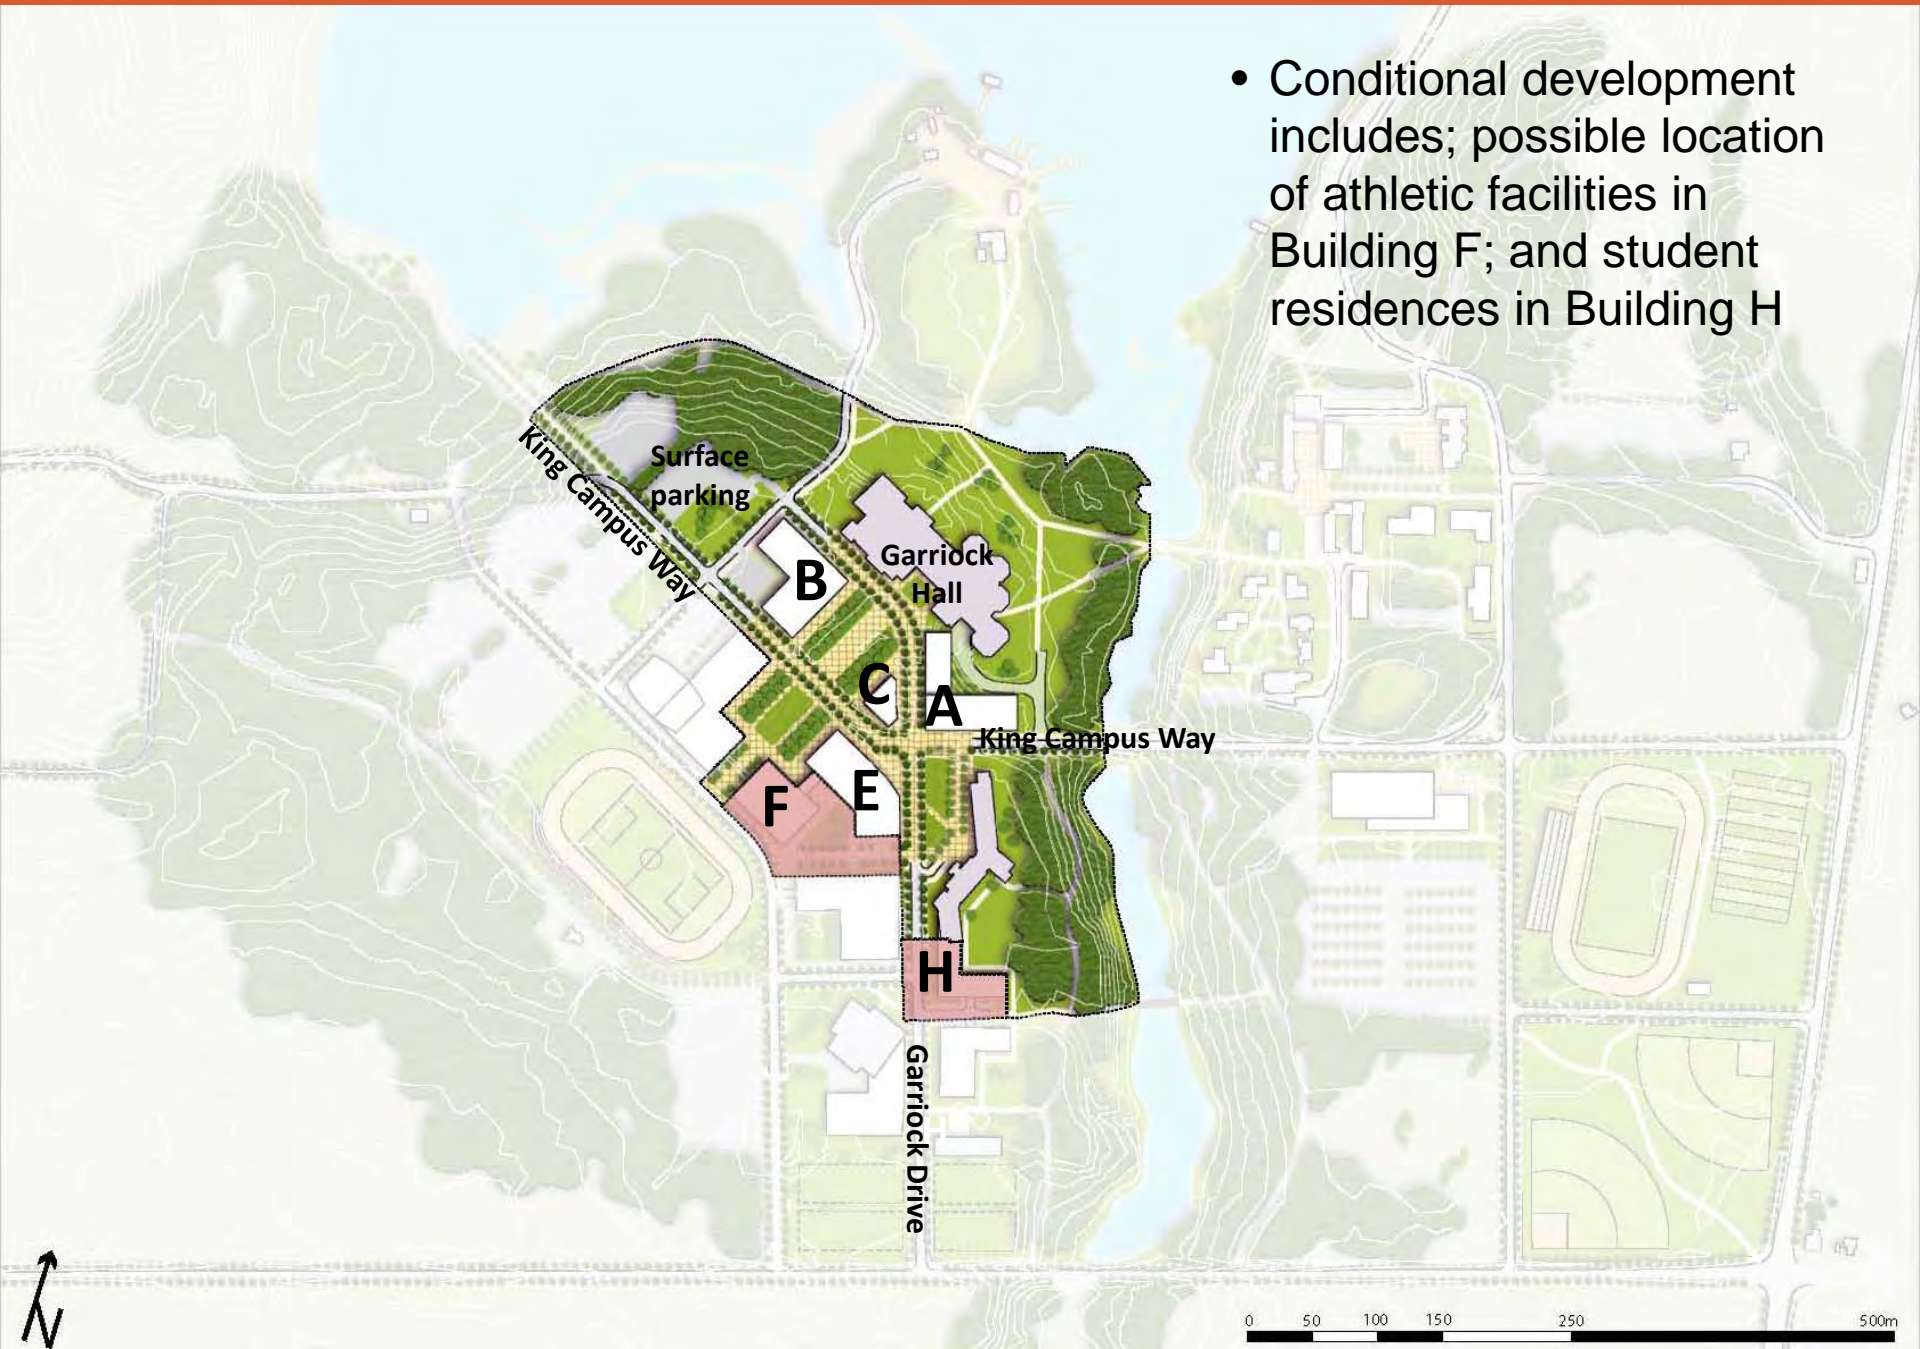 • Conditional development
includes; possible location
of athletic facilities in
Building F; and student
residences in Building H
King Campus Way
Surface
parking
B
Garriock
Hall
C
A
King Campus Way
F
E
H
Garriock Drive
N
0 50 100 150 250 500m